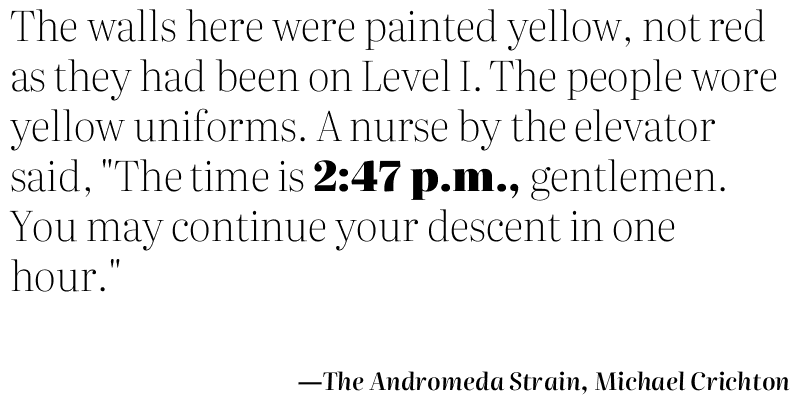 The walls here were painted yellow, not red
as they had been on Level I. The people wore
yellow uniforms. A nurse by the elevator
said, "The time is 2:47 p.m., gentlemen.
You may continue your descent in one
hour."
—The Andromeda Strain, Michael Crichton